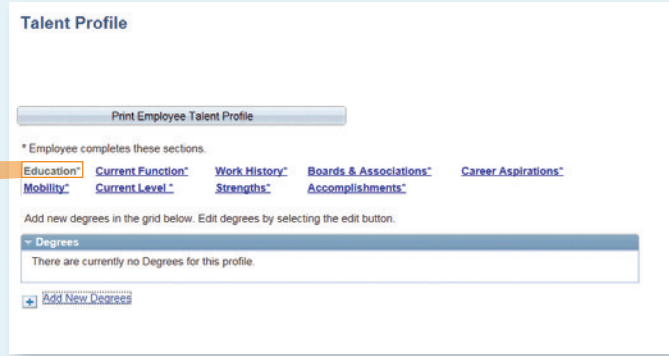 Talent Profile
Print Employee Talent Profile
* Employee completes these sections.
Education* Current Function* Work History* Boards & Associations* Career Aspirations*
Mobility* Current Level * Strengths* Accomplishments*
Add new degrees in the grid below. Edit degrees by selecting the edit button.
Degrees
There are currently no Degrees for this profile.
Add New Degrees